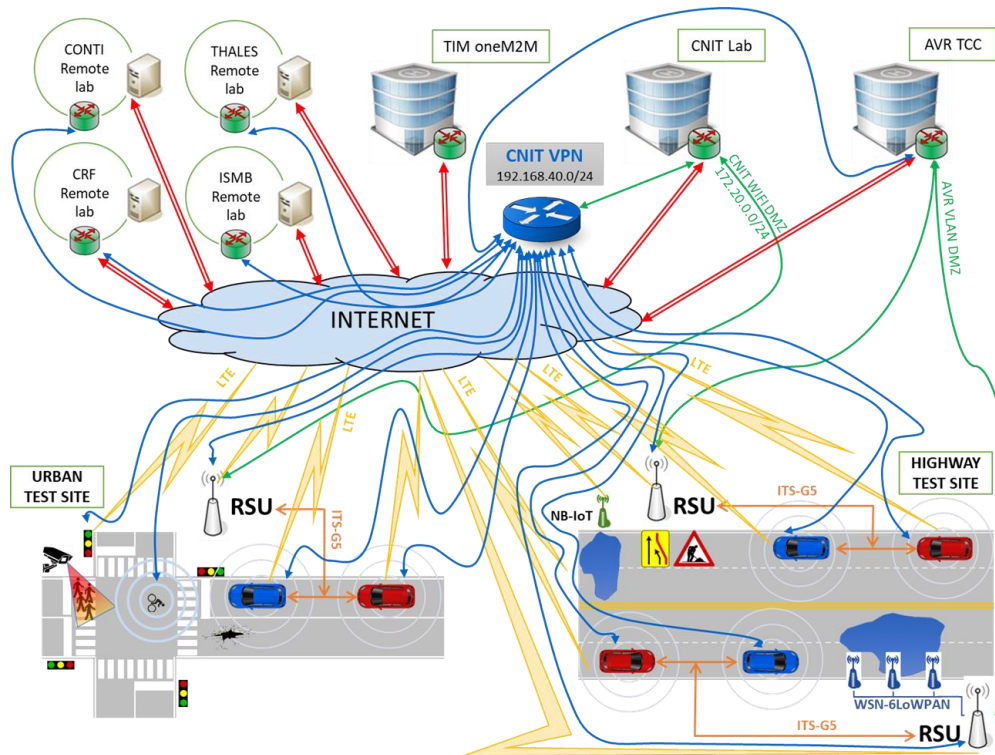 CONTI
Remote
lab
THALES
Remote
lab
TIM oneM2M
CNIT Lab
AVR TCC
CRF
Remote
lab
ISMB
Remote
lab
CNIT VPN
192.168.40.0/24
CNIT WIFI DMZ
172.20.0.0/24
AVR VLAN DMZ
INTERNET
LTE
LTE
LTE
LTE
LTE
LTE
URBAN
TEST SITE
RSU
ITS-G5
NB-IoT
RSU
ITS-G5
HIGHWAY
TEST SITE
WSN-6LoWPAN
ITS-G5
RSU